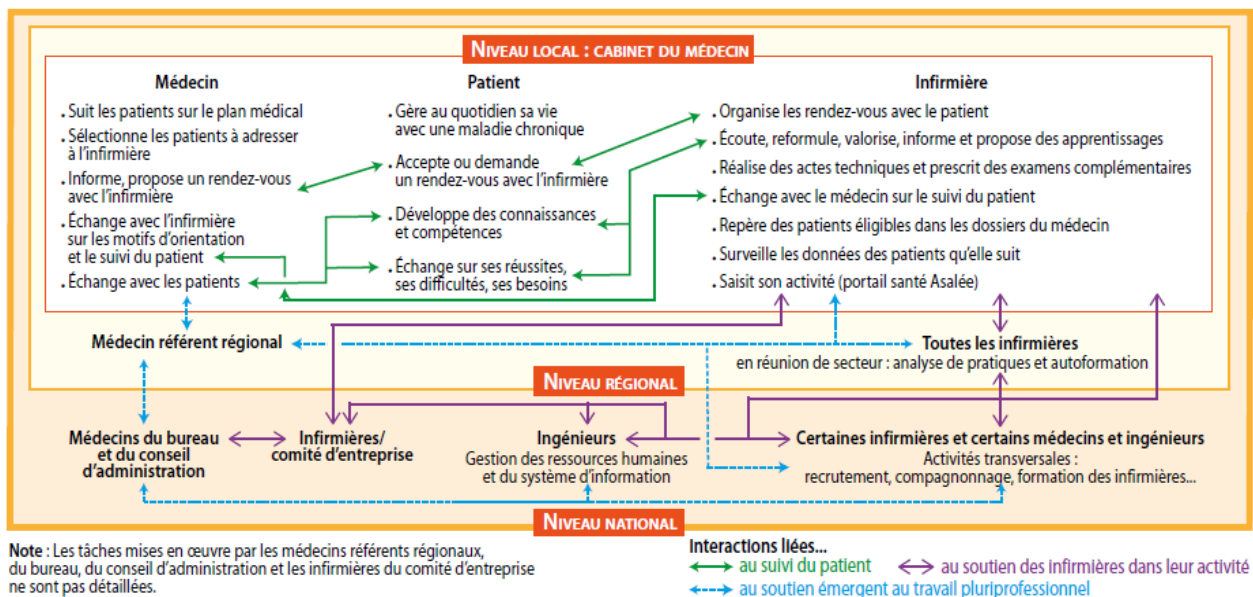 NIVEAU LOCAL : CABINET DU MÉDECIN
Médecin
. Suit les patients sur le plan médical
. Sélectionne les patients à adresser
à l'infirmière
. Informe, propose un rendez-vous
avec l'infirmière
. Échange avec l'infirmière
sur les motifs d'orientation
et le suivi du patient
. Échange avec les patients
Patient
. Gère au quotidien sa vie
avec une maladie chronique
. Accepte ou demande
un rendez-vous avec l'infirmière
. Développe des connaissances
et compétences
. Échange sur ses réussites,
ses difficultés, ses besoins
Infirmière
. Organise les rendez-vous avec le patient
. Écoute, reformule, valorise, informe et propose des apprentissages
. Réalise des actes techniques et prescrit des examens complémentaires
. Échange avec le médecin sur le suivi du patient
. Repère des patients éligibles dans les dossiers du médecin
. Surveille les données des patients qu'elle suit
. Saisit son activité (portail santé Asalée)
Médecin référent régional
Toutes les infirmières
en réunion de secteur : analyse de pratiques et autoformation
NIVEAU RÉGIONAL
Médecins du bureau
et du conseil
d'administration
Infirmières/
comité d'entreprise
Ingénieurs
Gestion des ressources humaines
et du système d'information
Certaines infirmières et certains médecins et ingénieurs
Activités transversales :
recrutement, compagnonnage, formation des infirmières...
NIVEAU NATIONAL
Note : Les tâches mises en œuvre par les médecins référents régionaux,
du bureau, du conseil d'administration et les infirmières du comité d'entreprise
ne sont pas détaillées.
Interactions liées...
au suivi du patient
au soutien des infirmières dans leur activité
au soutien émergent au travail pluriprofessionnel